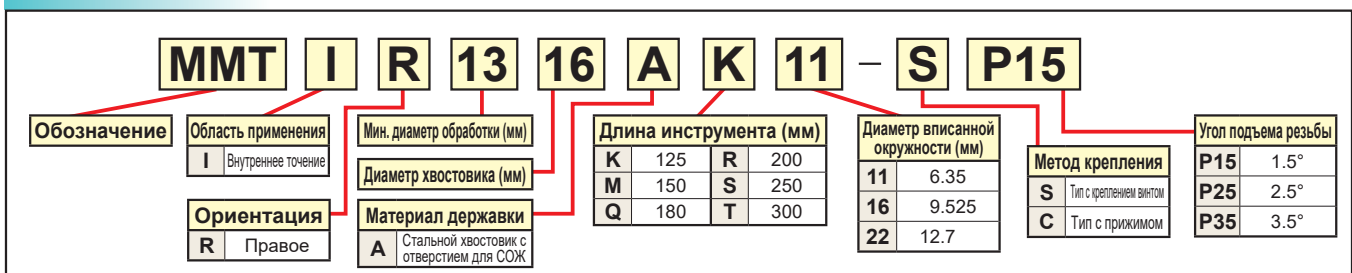 MMT I R 13 16 A K 11 – S P15
Обозначение
Область применения
I Внутреннее точение
Ориентация
R Правое
Мин. диаметр обработки (мм)
Диаметр хвостовика (мм)
Материал державки
A Стальной хвостовик с
отверстием для СОЖ
Длина инструмента (мм)
K 125 R 200
M 150 S 250
Q 180 T 300
Диаметр вписанной
окружности (мм)
11 6.35
16 9.525
22 12.7
Метод крепления
S Тип с креплением винтом
C Тип с прижимом
Угол подъема резьбы
P15 1.5°
P25 2.5°
P35 3.5°